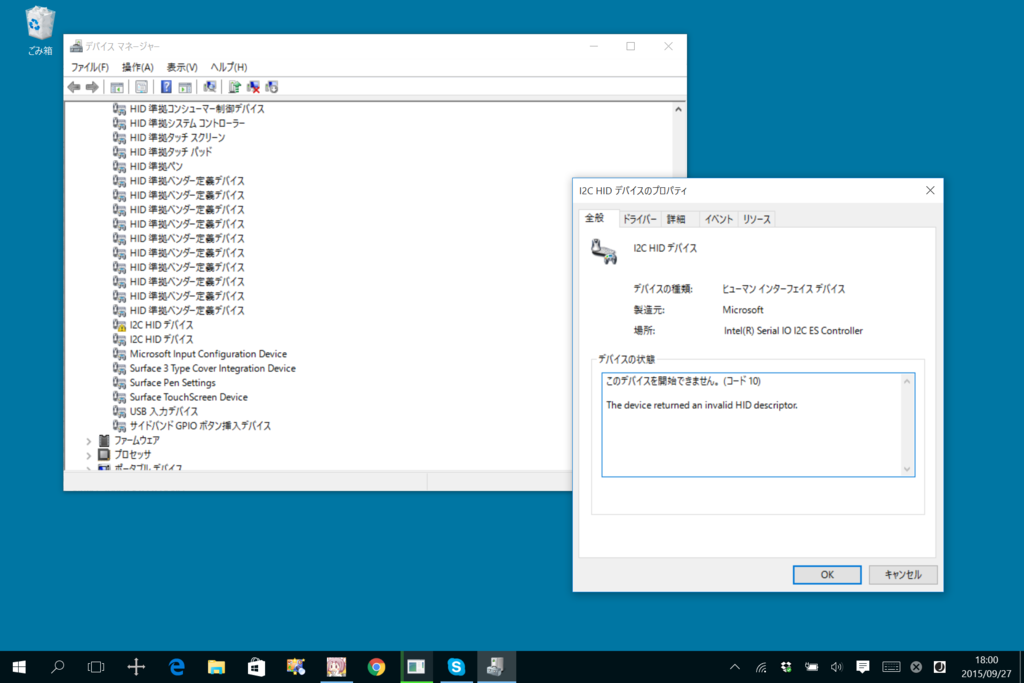 ごみ箱
デバイス マネージャー
ファイル(F) 操作(A) 表示(V) ヘルプ(H)
HID 準拠コンシューマー制御デバイス
HID 準拠システム コントローラー
HID 準拠タッチ スクリーン
HID 準拠タッチ パッド
HID 準拠ペン
HID 準拠ベンダー定義デバイス
HID 準拠ベンダー定義デバイス
HID 準拠ベンダー定義デバイス
HID 準拠ベンダー定義デバイス
HID 準拠ベンダー定義デバイス
HID 準拠ベンダー定義デバイス
HID 準拠ベンダー定義デバイス
HID 準拠ベンダー定義デバイス
HID 準拠ベンダー定義デバイス
HID 準拠ベンダー定義デバイス
I2C HID デバイス
I2C HID デバイス
Microsoft Input Configuration Device
Surface 3 Type Cover Integration Device
Surface Pen Settings
Surface TouchScreen Device
USB 入力デバイス
サイドバンド GPIO ボタン挿入デバイス
ファームウェア
プロセッサ
ポータブル デバイス
I2C HID デバイスのプロパティ
全般 ドライバー 詳細 イベント リソース
I2C HID デバイス
デバイスの種類: ヒューマン インターフェイス デバイス
製造元: Microsoft
場所: Intel(R) Serial IO I2C ES Controller
デバイスの状態
このデバイスを開始できません。 (コード 10)
The device returned an invalid HID descriptor.
OK キャンセル
18:00
2015/09/27